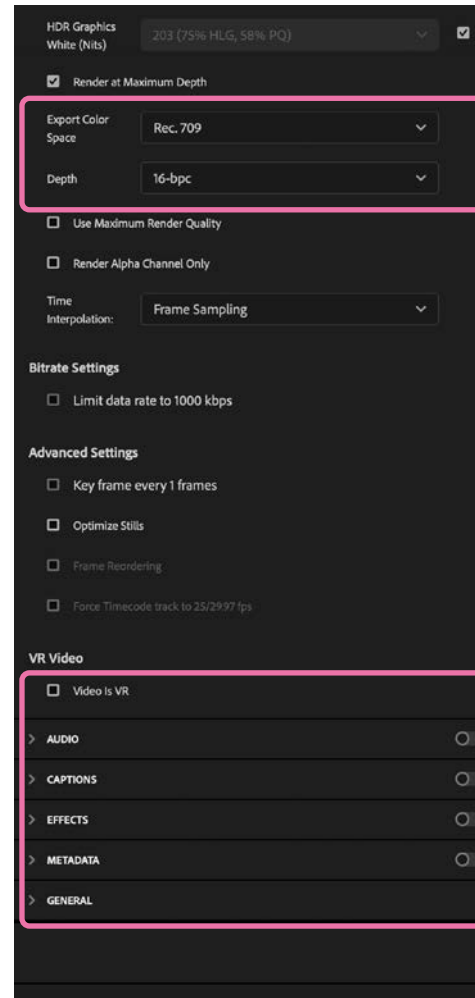 HDR Graphics
White (Nits)
203 (75% HLG, 58% PQ)
Render at Maximum Depth
Export Color
Space
Rec. 709
Depth
16-bpc
Use Maximum Render Quality
Render Alpha Channel Only
Time
Interpolation:
Frame Sampling
Bitrate Settings
Limit data rate to 1000 kbps
Advanced Settings
Key frame every 1 frames
Optimize Stills
Frame Reordering
Force Timecode track to 25/29.97 fps
VR Video
Video Is VR
AUDIO
CAPTIONS
EFFECTS
METADATA
GENERAL